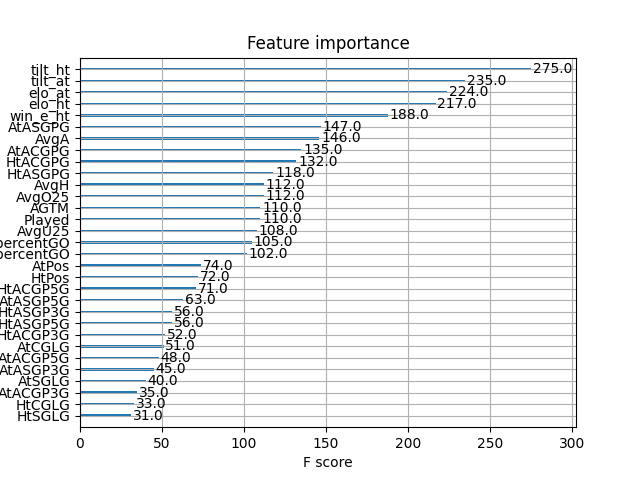 Feature importance
tilt_ht 275.0
tilt_at 235.0
elo_at 224.0
elo_ht 217.0
win_e_ht 188.0
AtASGPG 147.0
AvgA 146.0
AtACGPG 135.0
HtACGPG 132.0
HtASGPG 118.0
AvgH 112.0
AvgO25 112.0
AGTM 110.0
Played 110.0
AvgU25 108.0
percentGO 105.0
percentGO 102.0
AtPos 74.0
HtPos 72.0
HtACGP5G 71.0
AtASGP5G 63.0
HtASGP3G 56.0
HtASGP5G 56.0
HtACGP3G 52.0
AtCGLG 51.0
AtACGP5G 48.0
AtASGP3G 45.0
AtSGLG 40.0
AtACGP3G 35.0
HtCGLG 33.0
HtSGLG 31.0
0 50 100 150 200 250 300
F score